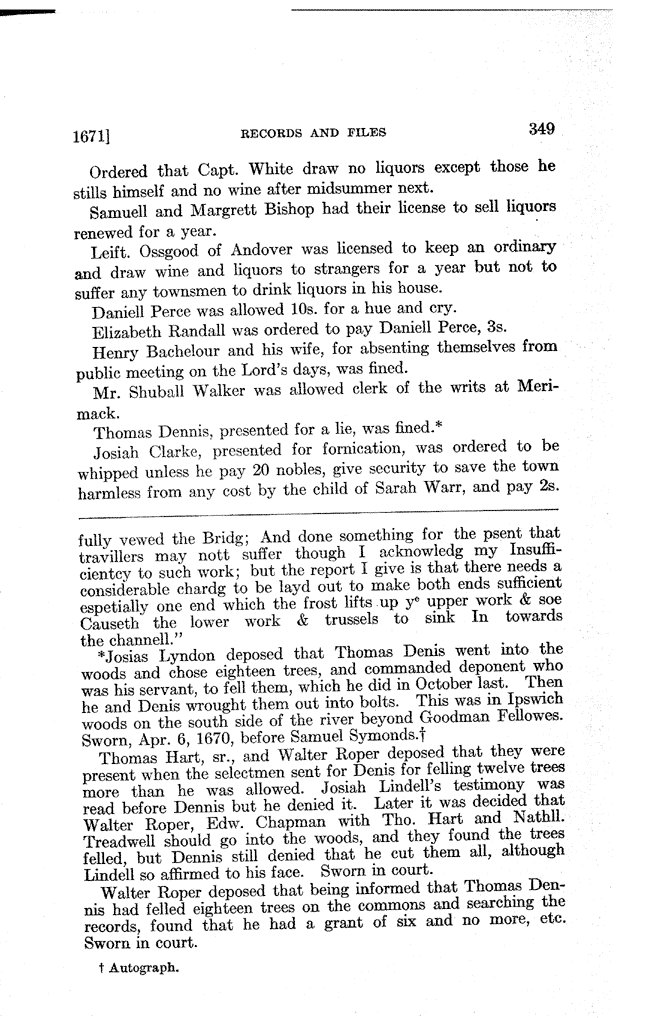 1671] RECORDS AND FILES 349
Ordered that Capt. White draw no liquors except those he
stills himself and no wine after midsummer next.
Samuell and Margrett Bishop had their license to sell liquors
renewed for a year.
Leift. Ossgood of Andover was licensed to keep an ordinary
and draw wine and liquors to strangers for a year but not to
suffer any townsmen to drink liquors in his house.
Daniell Perce was allowed 10s. for a hue and cry.
Elizabeth Randall was ordered to pay Daniell Perce, 3s.
Henry Bachelour and his wife, for absenting themselves from
public meeting on the Lord's days, was fined.
Mr. Shuball Walker was allowed clerk of the writs at Meri-
mack.
Thomas Dennis, presented for a lie, was fined.*
Josiah Clarke, presented for fornication, was ordered to be
whipped unless he pay 20 nobles, give security to save the town
harmless from any cost by the child of Sarah Warr, and pay 2s.
fully vewed the Bridg; And done something for the psent that
travillers may nott suffer though I acknowledg my Insuffi-
cientcy to such work; but the report I give is that there needs a
considerable chardg to be layd out to make both ends sufficient
espetially one end which the frost lifts up yᵉ upper work & soe
Causeth the lower work & trussels to sink In towards
the channell."
*Josias Lyndon deposed that Thomas Denis went into the
woods and chose eighteen trees, and commanded deponent who
was his servant, to fell them, which he did in October last. Then
he and Denis wrought them out into bolts. This was in Ipswich
woods on the south side of the river beyond Goodman Fellowes.
Sworn, Apr. 6, 1670, before Samuel Symonds.†
Thomas Hart, sr., and Walter Roper deposed that they were
present when the selectmen sent for Denis for felling twelve trees
more than he was allowed. Josiah Lindell's testimony was
read before Dennis but he denied it. Later it was decided that
Walter Roper, Edw. Chapman with Tho. Hart and Nathll.
Treadwell should go into the woods, and they found the trees
felled, but Dennis still denied that he cut them all, although
Lindell so affirmed to his face. Sworn in court.
Walter Roper deposed that being informed that Thomas Den-
nis had felled eighteen trees on the commons and searching the
records, found that he had a grant of six and no more, etc.
Sworn in court.
† Autograph.